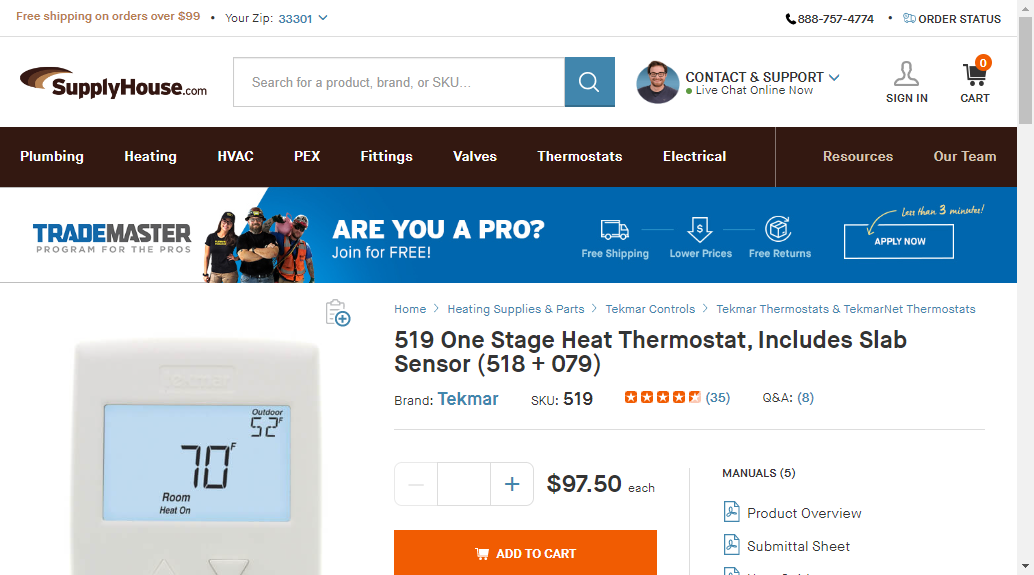 Free shipping on orders over $99 • Your Zip: 33301
888-757-4774 • ORDER STATUS
SupplyHouse.com
Search for a product, brand, or SKU...
CONTACT & SUPPORT
Live Chat Online Now
SIGN IN
0
CART
Plumbing Heating HVAC PEX Fittings Valves Thermostats Electrical Resources Our Team
TRADEMASTER
PROGRAM FOR THE PROS
ARE YOU A PRO?
Join for FREE!
Free Shipping
Lower Prices
Free Returns
Less than 3 minutes!
APPLY NOW
Home > Heating Supplies & Parts > Tekmar Controls > Tekmar Thermostats & TekmarNet Thermostats
519 One Stage Heat Thermostat, Includes Slab
Sensor (518 + 079)
Brand: Tekmar SKU: 519 (35) Q&A: (8)
tekmar
Outdoor
52°F
70°F
Room
Heat On
$97.50 each
ADD TO CART
MANUALS (5)
Product Overview
Submittal Sheet